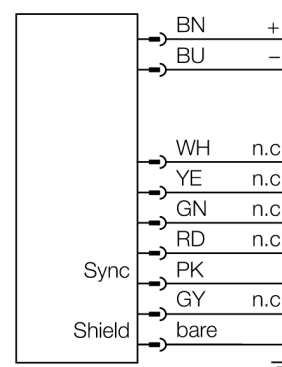 BN +
BU –
WH n.c
YE n.c
GN n.c
RD n.c
Sync PK
GY n.c
Shield bare